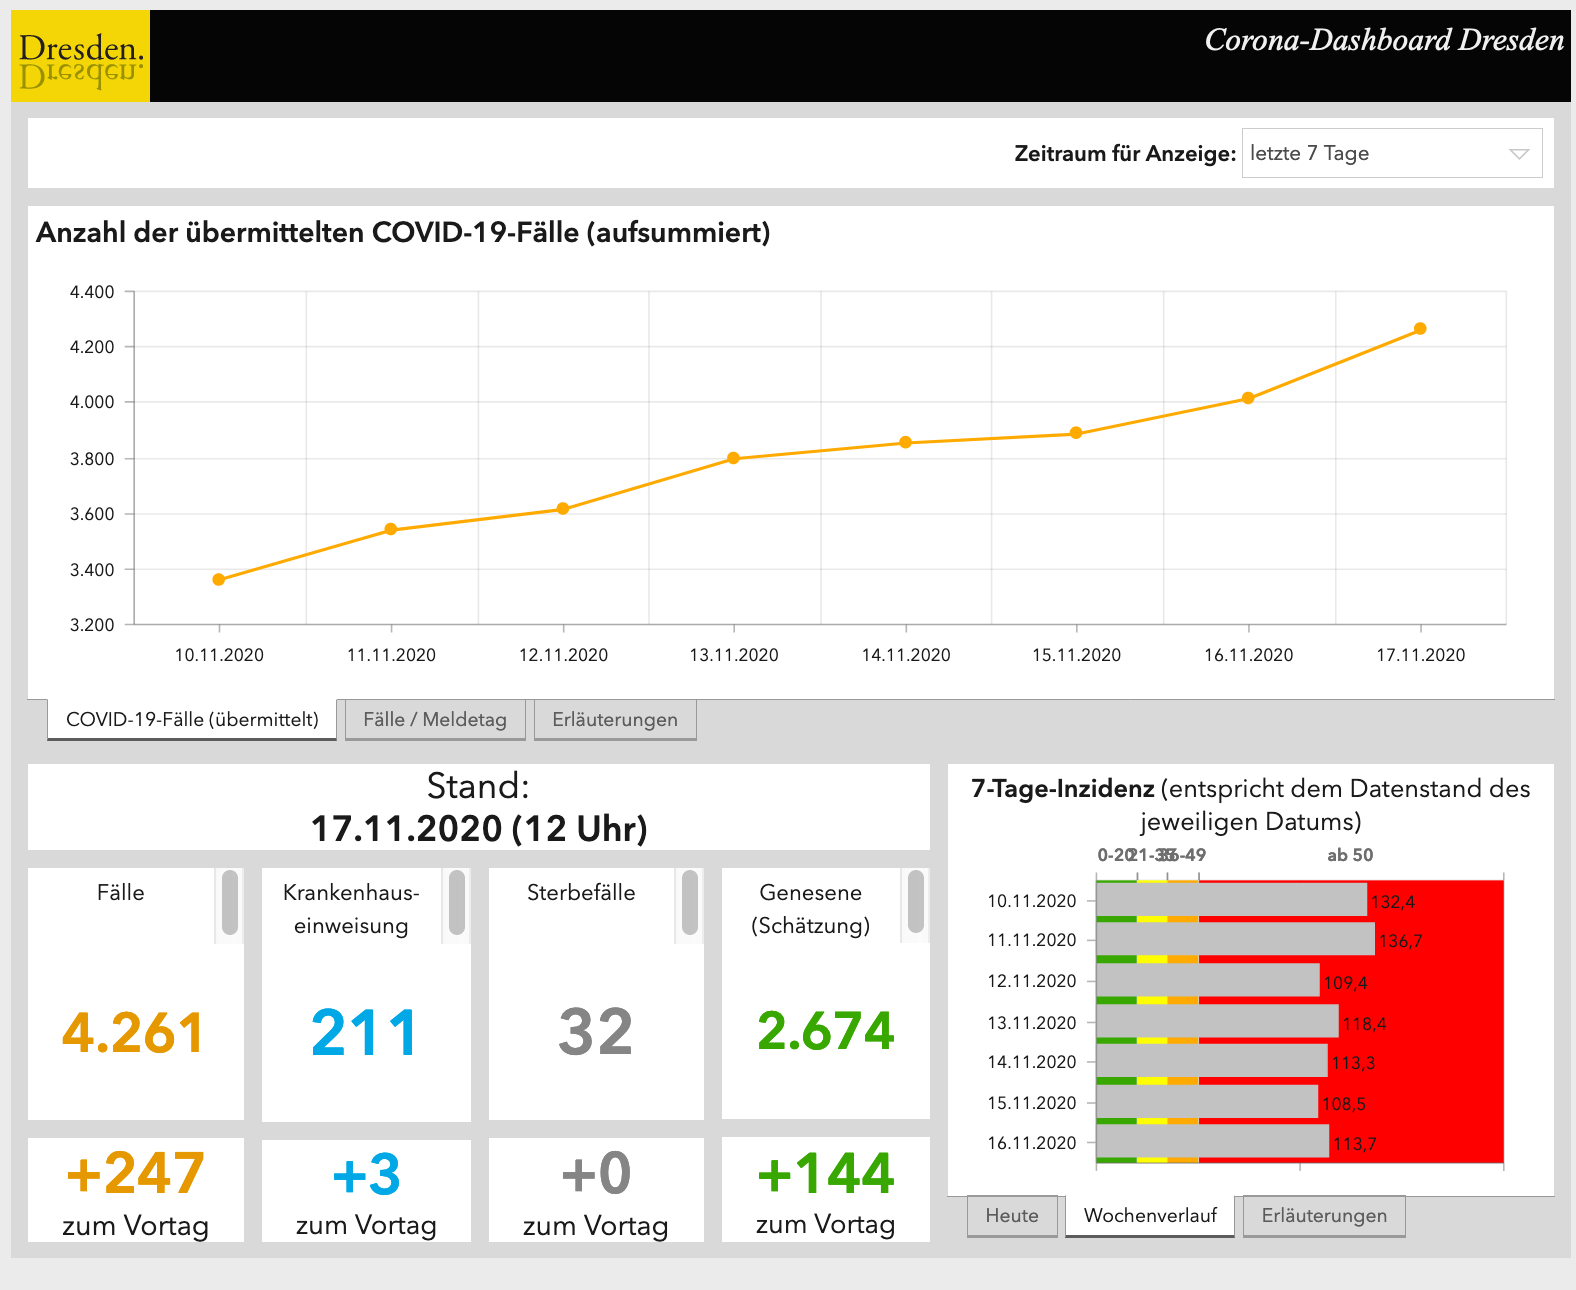 Dresden.
Dresden.
Corona-Dashboard Dresden
Zeitraum für Anzeige: letzte 7 Tage
Anzahl der übermittelten COVID-19-Fälle (aufsummiert)
4.400
4.200
4.000
3.800
3.600
3.400
3.200
10.11.2020 11.11.2020 12.11.2020 13.11.2020 14.11.2020 15.11.2020 16.11.2020 17.11.2020
COVID-19-Fälle (übermittelt) Fälle / Meldetag Erläuterungen
Stand:
17.11.2020 (12 Uhr)
Fälle
4.261
+247
zum Vortag
Krankenhaus-
einweisung
211
+3
zum Vortag
Sterbefälle
32
+0
zum Vortag
Genesene
(Schätzung)
2.674
+144
zum Vortag
7-Tage-Inzidenz (entspricht dem Datenstand des
jeweiligen Datums)
0-20 21-35 36-49 ab 50
10.11.2020 132,4
11.11.2020 136,7
12.11.2020 109,4
13.11.2020 118,4
14.11.2020 113,3
15.11.2020 108,5
16.11.2020 113,7
Heute Wochenverlauf Erläuterungen